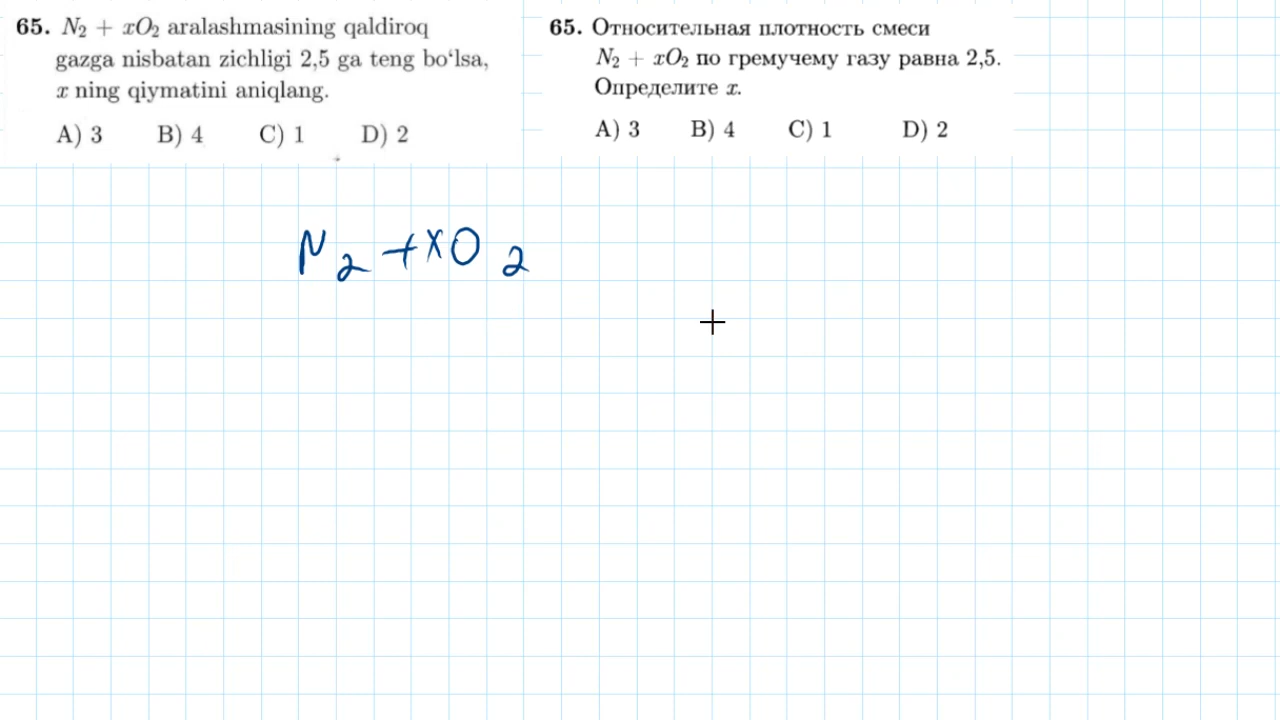 65. N₂ + xO₂ aralashmasining qaldiroq
gazga nisbatan zichligi 2,5 ga teng bo‘lsa,
x ning qiymatini aniqlang.
A) 3 B) 4 C) 1 D) 2
65. Относительная плотность смеси
N₂ + xO₂ по гремучему газу равна 2,5.
Определите x.
A) 3 B) 4 C) 1 D) 2
N₂ + xO₂